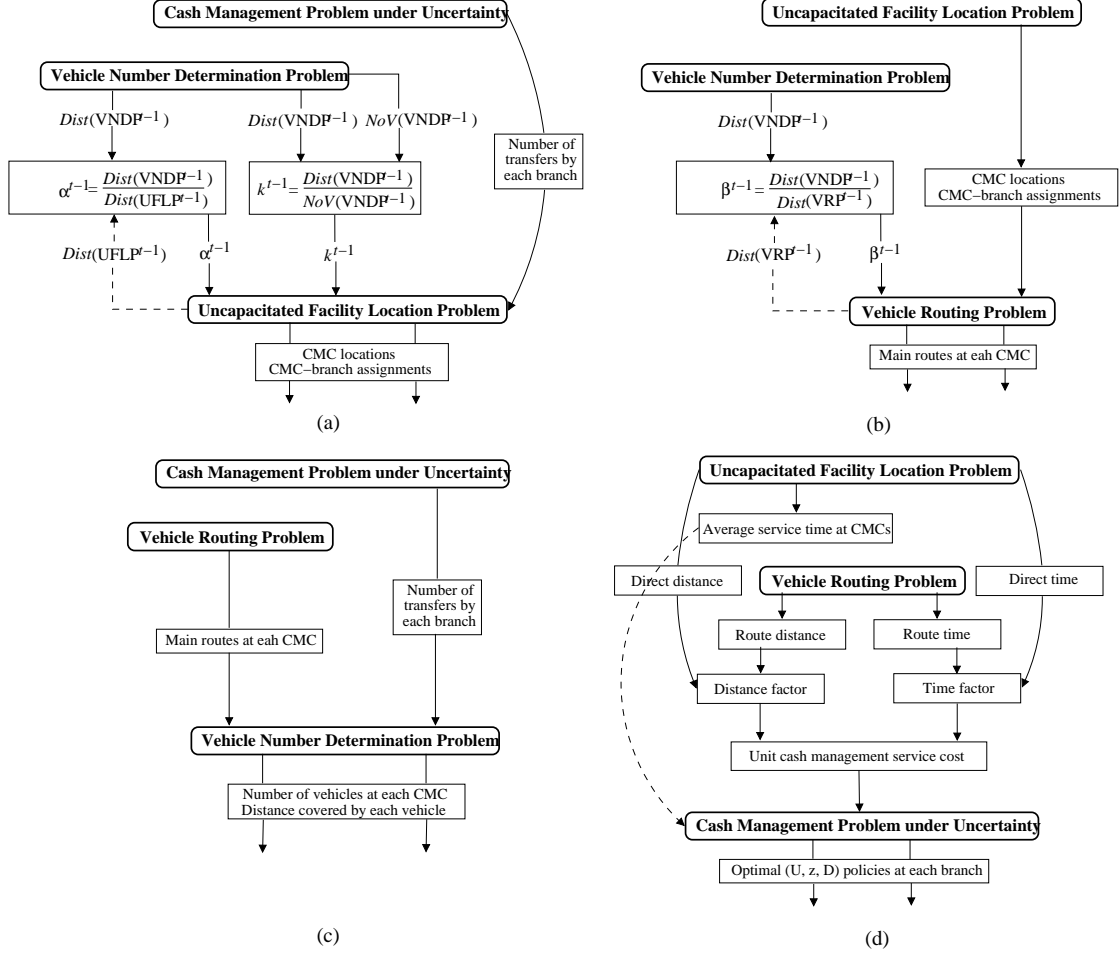 Cash Management Problem under Uncertainty
Vehicle Number Determination Problem
Dist(VNDP^t−1)
Dist(VNDP^t−1)
NoV(VNDP^t−1)
Number of
transfers by
each branch
α^t−1 = Dist(VNDP^t−1) / Dist(UFLP^t−1)
k^t−1 = Dist(VNDP^t−1) / NoV(VNDP^t−1)
Dist(UFLP^t−1)
α^t−1
k^t−1
Uncapacitated Facility Location Problem
CMC locations
CMC−branch assignments
(a)
Uncapacitated Facility Location Problem
Vehicle Number Determination Problem
Dist(VNDP^t−1)
β^t−1 = Dist(VNDP^t−1) / Dist(VRP^t−1)
CMC locations
CMC−branch assignments
Dist(VRP^t−1)
β^t−1
Vehicle Routing Problem
Main routes at eah CMC
(b)
Cash Management Problem under Uncertainty
Vehicle Routing Problem
Number of
transfers by
each branch
Main routes at eah CMC
Vehicle Number Determination Problem
Number of vehicles at each CMC
Distance covered by each vehicle
(c)
Uncapacitated Facility Location Problem
Average service time at CMCs
Direct distance
Vehicle Routing Problem
Direct time
Route distance
Route time
Distance factor
Time factor
Unit cash management service cost
Cash Management Problem under Uncertainty
Optimal (U, z, D) policies at each branch
(d)